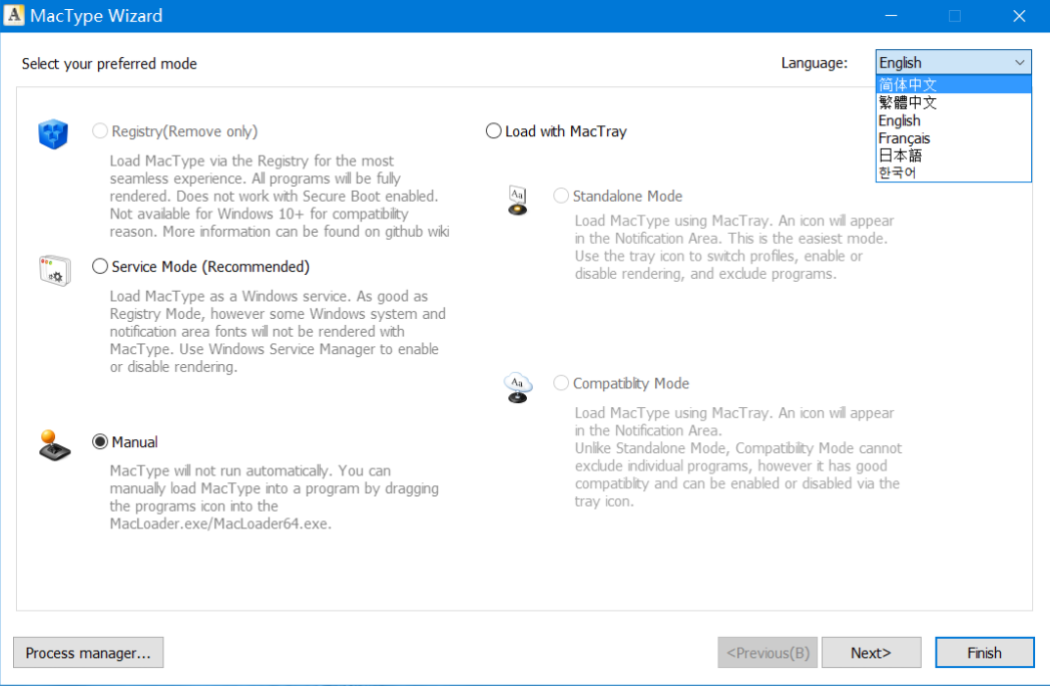 A MacType Wizard
Select your preferred mode
Language:
English
简体中文
繁體中文
English
Français
日本語
한국어
Registry(Remove only)
Load MacType via the Registry for the most
seamless experience. All programs will be fully
rendered. Does not work with Secure Boot enabled.
Not available for Windows 10+ for compatibility
reason. More information can be found on github wiki
Service Mode (Recommended)
Load MacType as a Windows service. As good as
Registry Mode, however some Windows system and
notification area fonts will not be rendered with
MacType. Use Windows Service Manager to enable
or disable rendering.
Manual
MacType will not run automatically. You can
manually load MacType into a program by dragging
the programs icon into the
MacLoader.exe/MacLoader64.exe.
Load with MacTray
Aa
Standalone Mode
Load MacType using MacTray. An icon will appear
in the Notification Area. This is the easiest mode.
Use the tray icon to switch profiles, enable or
disable rendering, and exclude programs.
Aa
Compatiblity Mode
Load MacType using MacTray. An icon will appear
in the Notification Area.
Unlike Standalone Mode, Compatibility Mode cannot
exclude individual programs, however it has good
compatiblity and can be enabled or disabled via the
tray icon.
Process manager...
<Previous(B)
Next>
Finish